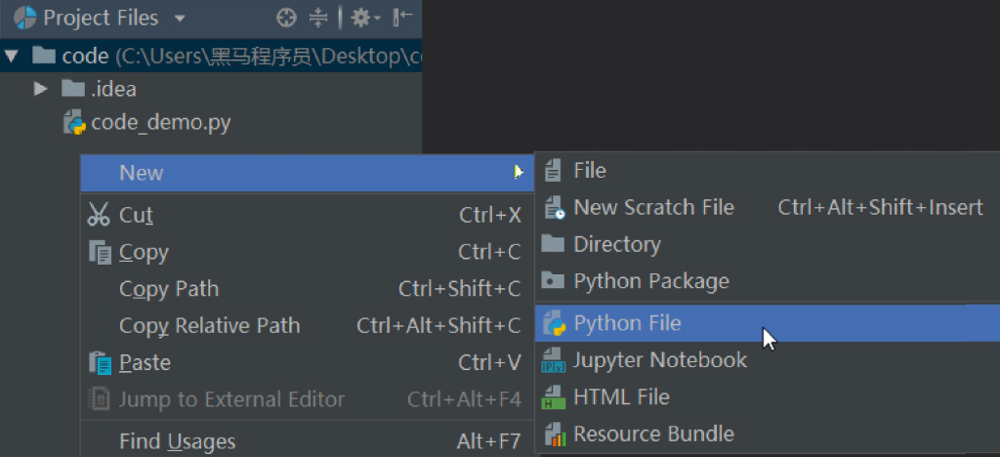 Project Files
code (C:\Users\黑马程序员\Desktop\c
.idea
code_demo.py
New
Cut Ctrl+X
Copy Ctrl+C
Copy Path Ctrl+Shift+C
Copy Relative Path Ctrl+Alt+Shift+C
Paste Ctrl+V
Jump to External Editor Ctrl+Alt+F4
Find Usages Alt+F7
File
New Scratch File Ctrl+Alt+Shift+Insert
Directory
Python Package
Python File
Jupyter Notebook
HTML File
Resource Bundle